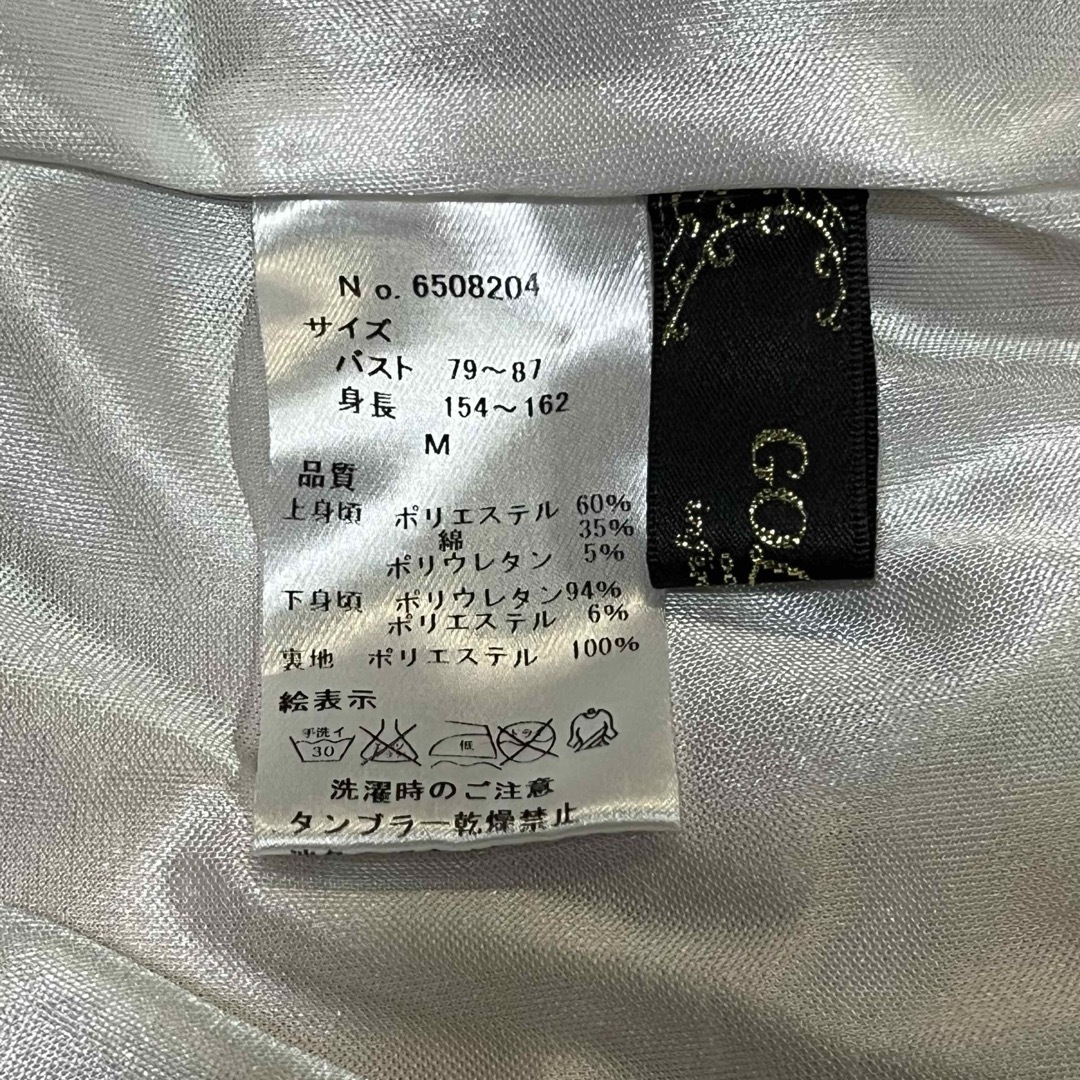 No. 6508204
サイズ
バスト 79～87
身長 154～162
M
品質
上身頃 ポリエステル 60%
綿 35%
ポリウレタン 5%
下身頃 ポリウレタン 94%
ポリエステル 6%
裏地 ポリエステル 100%
絵表示
手洗イ 30 低
洗濯時のご注意
タンブラー乾燥禁止
GO